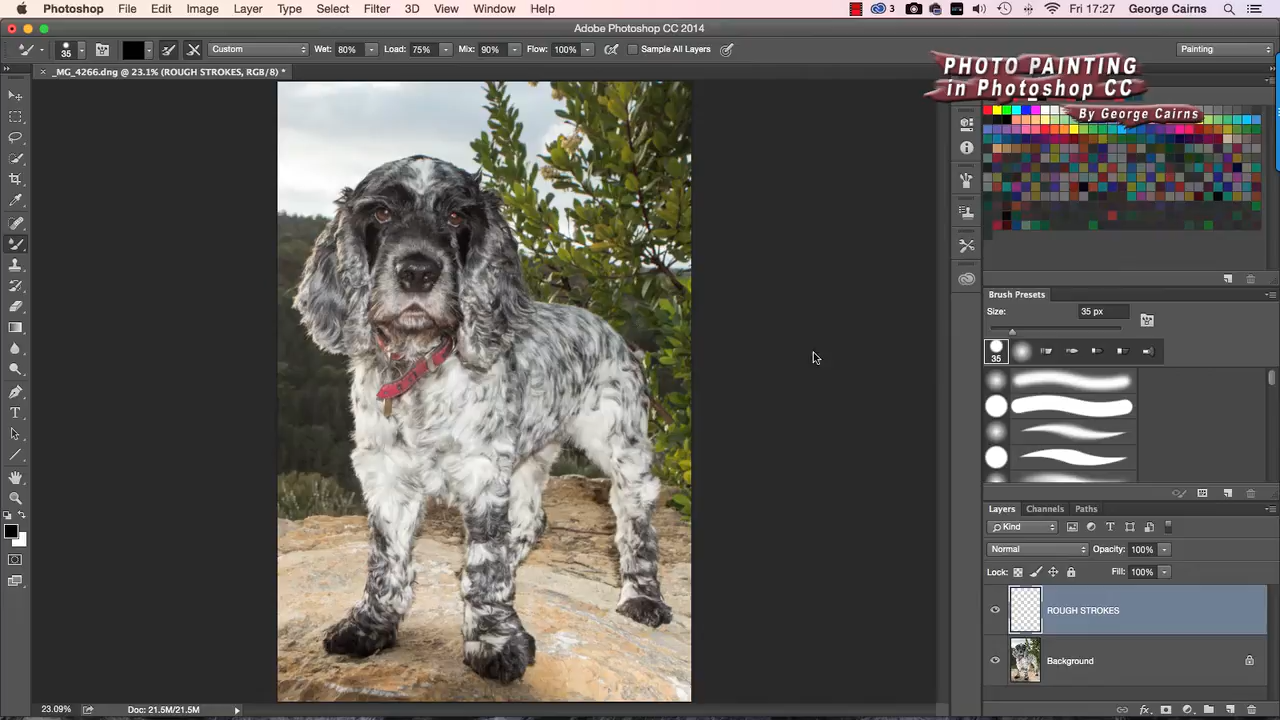 Photoshop File Edit Image Layer Type Select Filter 3D View Window Help 3 Fri 17:27 George Cairns
Adobe Photoshop CC 2014
35 Custom Wet: 80% Load: 75% Mix: 90% Flow: 100% Sample All Layers Painting
_MG_4266.dng @ 23.1% (ROUGH STROKES, RGB/8) *
PHOTO PAINTING
in Photoshop CC
By George Cairns
Brush Presets
Size: 35 px
35
Layers Channels Paths
Kind
Normal Opacity: 100%
Lock: Fill: 100%
ROUGH STROKES
Background
23.09% Doc: 21.5M/21.5M